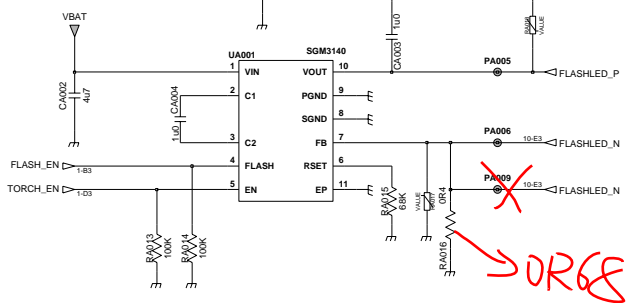 VBAT
1u0
RA098
VALUE
UA001
SGM3140
CA003
PA005
1
VIN
VOUT
10
FLASHLED_P
CA002
4u7
CA004
2
C1
PGND
9
SGND
8
PA006
1u0
3
C2
FB
7
10-E3
FLASHLED_N
FLASH_EN
1-B3
4
FLASH
RSET
6
0R4
PA009
10-E3
FLASHLED_N
TORCH_EN
1-D3
5
EN
EP
11
RA015
68K
VALUE
RA013
100K
RA014
100K
RA016
0R68